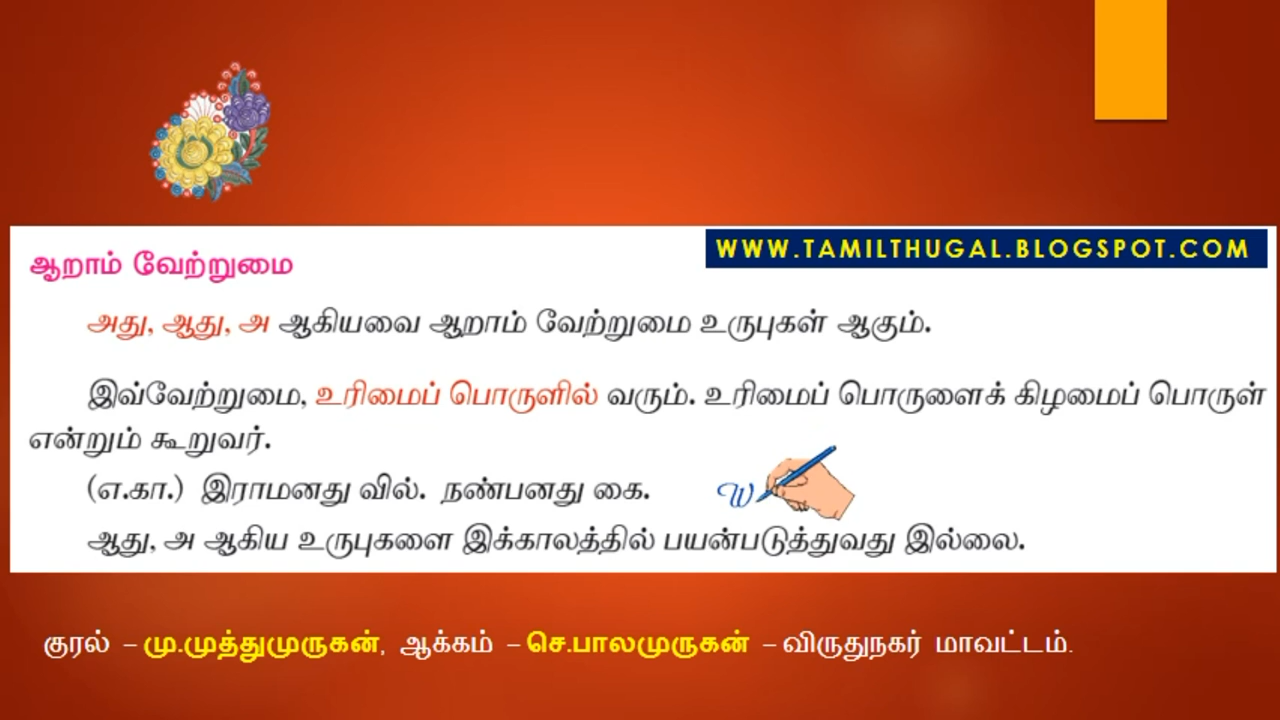 WWW.TAMILTHUGAL.BLOGSPOT.COM
ஆறாம் வேற்றுமை
அது, ஆது, அ ஆகியவை ஆறாம் வேற்றுமை உருபுகள் ஆகும்.
இவ்வேற்றுமை, உரிமைப் பொருளில் வரும். உரிமைப் பொருளைக் கிழமைப் பொருள்
என்றும் கூறுவர்.
(எ.கா.) இராமனது வில். நண்பனது கை.
W
ஆது, அ ஆகிய உருபுகளை இக்காலத்தில் பயன்படுத்துவது இல்லை.
குரல் – மு.முத்துமுருகன், ஆக்கம் – செ.பாலமுருகன் – விருதுநகர் மாவட்டம்.